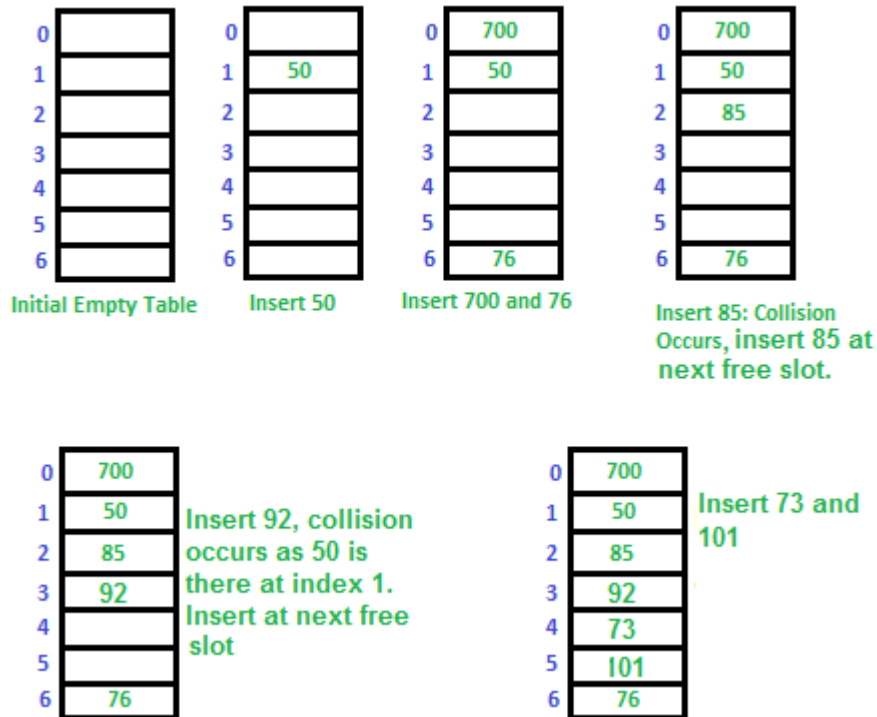 0 0 0 700 0 700
1 1 50 1 50 1 50
2 2 2 2 85
3 3 3 3
4 4 4 4
5 5 5 5
6 6 6 76 6 76
Initial Empty Table
Insert 50
Insert 700 and 76
Insert 85: Collision
Occurs, insert 85 at
next free slot.
0 700
1 50
2 85
3 92
4
5
6 76
Insert 92, collision
occurs as 50 is
there at index 1.
Insert at next free
slot
0 700
1 50
2 85
3 92
4 73
5 101
6 76
Insert 73 and
101